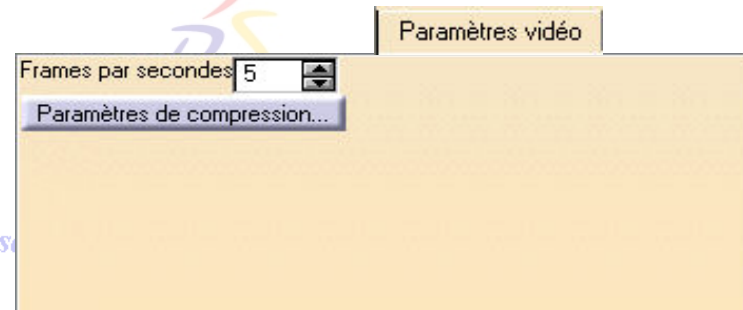 Paramètres vidéo
Frames par secondes 5
Paramètres de compression...